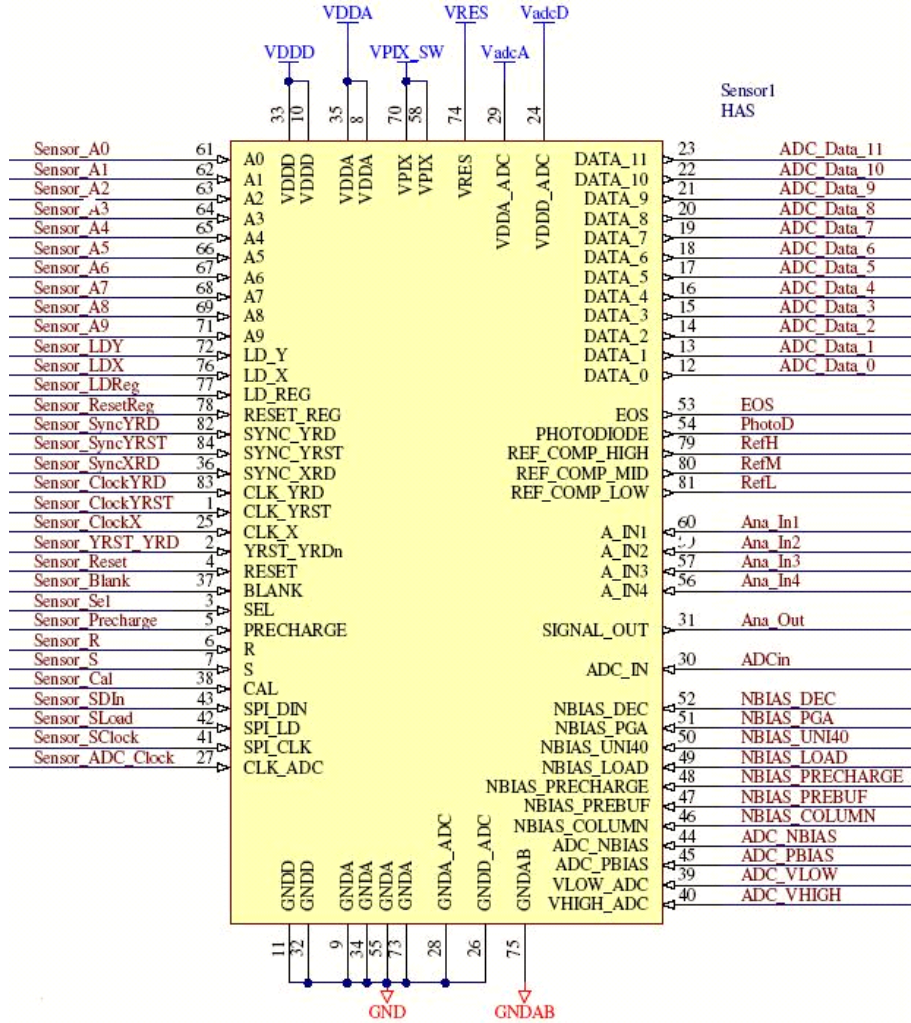 VDDA VRES VadcD
VDDD VPIX_SW VadcA
Sensor1
HAS
33 10 35 8 70 58 74 29 24
VDDD VDDD VDDA VDDA VPIX VPIX VRES VDDA_ADC VDDD_ADC
Sensor_A0 61 A0 DATA_11 23 ADC_Data_11
Sensor_A1 62 A1 DATA_10 22 ADC_Data_10
Sensor_A2 63 A2 DATA_9 21 ADC_Data_9
Sensor_A3 64 A3 DATA_8 20 ADC_Data_8
Sensor_A4 65 A4 DATA_7 19 ADC_Data_7
Sensor_A5 66 A5 DATA_6 18 ADC_Data_6
Sensor_A6 67 A6 DATA_5 17 ADC_Data_5
Sensor_A7 68 A7 DATA_4 16 ADC_Data_4
Sensor_A8 69 A8 DATA_3 15 ADC_Data_3
Sensor_A9 71 A9 DATA_2 14 ADC_Data_2
Sensor_LDY 72 LD_Y DATA_1 13 ADC_Data_1
Sensor_LDX 76 LD_X DATA_0 12 ADC_Data_0
Sensor_LDReg 77 LD_REG
Sensor_ResetReg 78 RESET_REG EOS 53 EOS
Sensor_SyncYRD 82 SYNC_YRD PHOTODIODE 54 PhotoD
Sensor_SyncYRST 84 SYNC_YRST REF_COMP_HIGH 79 RefH
Sensor_SyncXRD 36 SYNC_XRD REF_COMP_MID 80 RefM
Sensor_ClockYRD 83 CLK_YRD REF_COMP_LOW 81 RefL
Sensor_ClockYRST 1 CLK_YRST
Sensor_ClockX 25 CLK_X A_IN1 60 Ana_In1
Sensor_YRST_YRD 2 YRST_YRDn A_IN2 Ana_In2
Sensor_Reset 4 RESET A_IN3 57 Ana_In3
Sensor_Blank 37 BLANK A_IN4 56 Ana_In4
Sensor_Sel 3 SEL
Sensor_Precharge 5 PRECHARGE SIGNAL_OUT 31 Ana_Out
Sensor_R 6 R
Sensor_S 7 S ADC_IN 30 ADCin
Sensor_Cal 38 CAL
Sensor_SDIn 43 SPI_DIN NBIAS_DEC 52 NBIAS_DEC
Sensor_SLoad 42 SPI_LD NBIAS_PGA 51 NBIAS_PGA
Sensor_SClock 41 SPI_CLK NBIAS_UNI40 50 NBIAS_UNI40
Sensor_ADC_Clock 27 CLK_ADC NBIAS_LOAD 49 NBIAS_LOAD
NBIAS_PRECHARGE 48 NBIAS_PRECHARGE
NBIAS_PREBUF 47 NBIAS_PREBUF
NBIAS_COLUMN 46 NBIAS_COLUMN
ADC_NBIAS 44 ADC_NBIAS
ADC_PBIAS 45 ADC_PBIAS
VLOW_ADC 39 ADC_VLOW
VHIGH_ADC 40 ADC_VHIGH
GNDD GNDD GNDA GNDA GNDA GNDA GNDA_ADC GNDD_ADC GNDAB
11 32 9 34 55 73 28 26 75
GND GNDAB